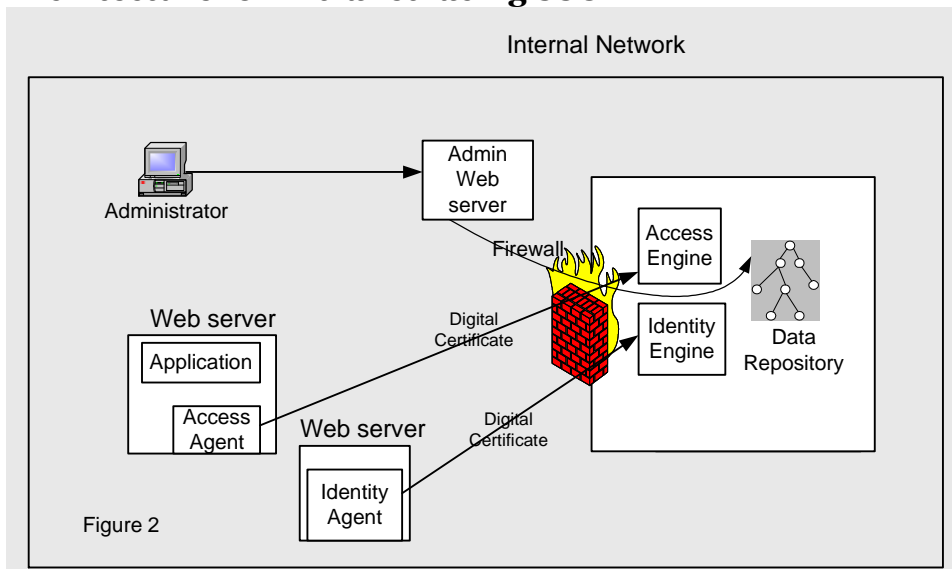 Internal Network
Administrator
Admin
Web
server
Firewall
Access
Engine
Identity
Engine
Data
Repository
Web server
Application
Access
Agent
Digital
Certificate
Web server
Identity
Agent
Digital
Certificate
Figure 2